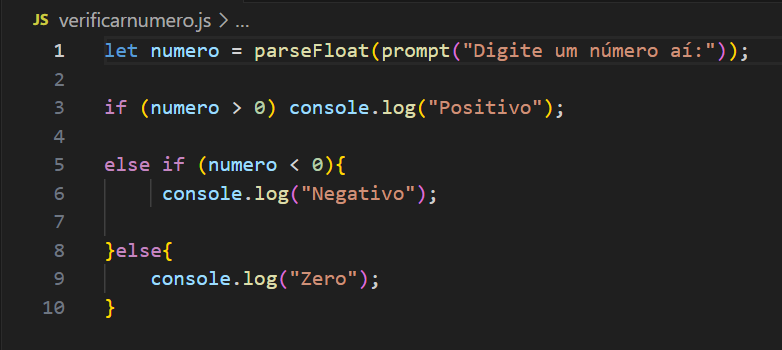 JS verificarnumero.js > ...
1 let numero = parseFloat(prompt("Digite um número aí:"));
2
3 if (numero > 0) console.log("Positivo");
4
5 else if (numero < 0){
6 console.log("Negativo");
7
8 }else{
9 console.log("Zero");
10 }